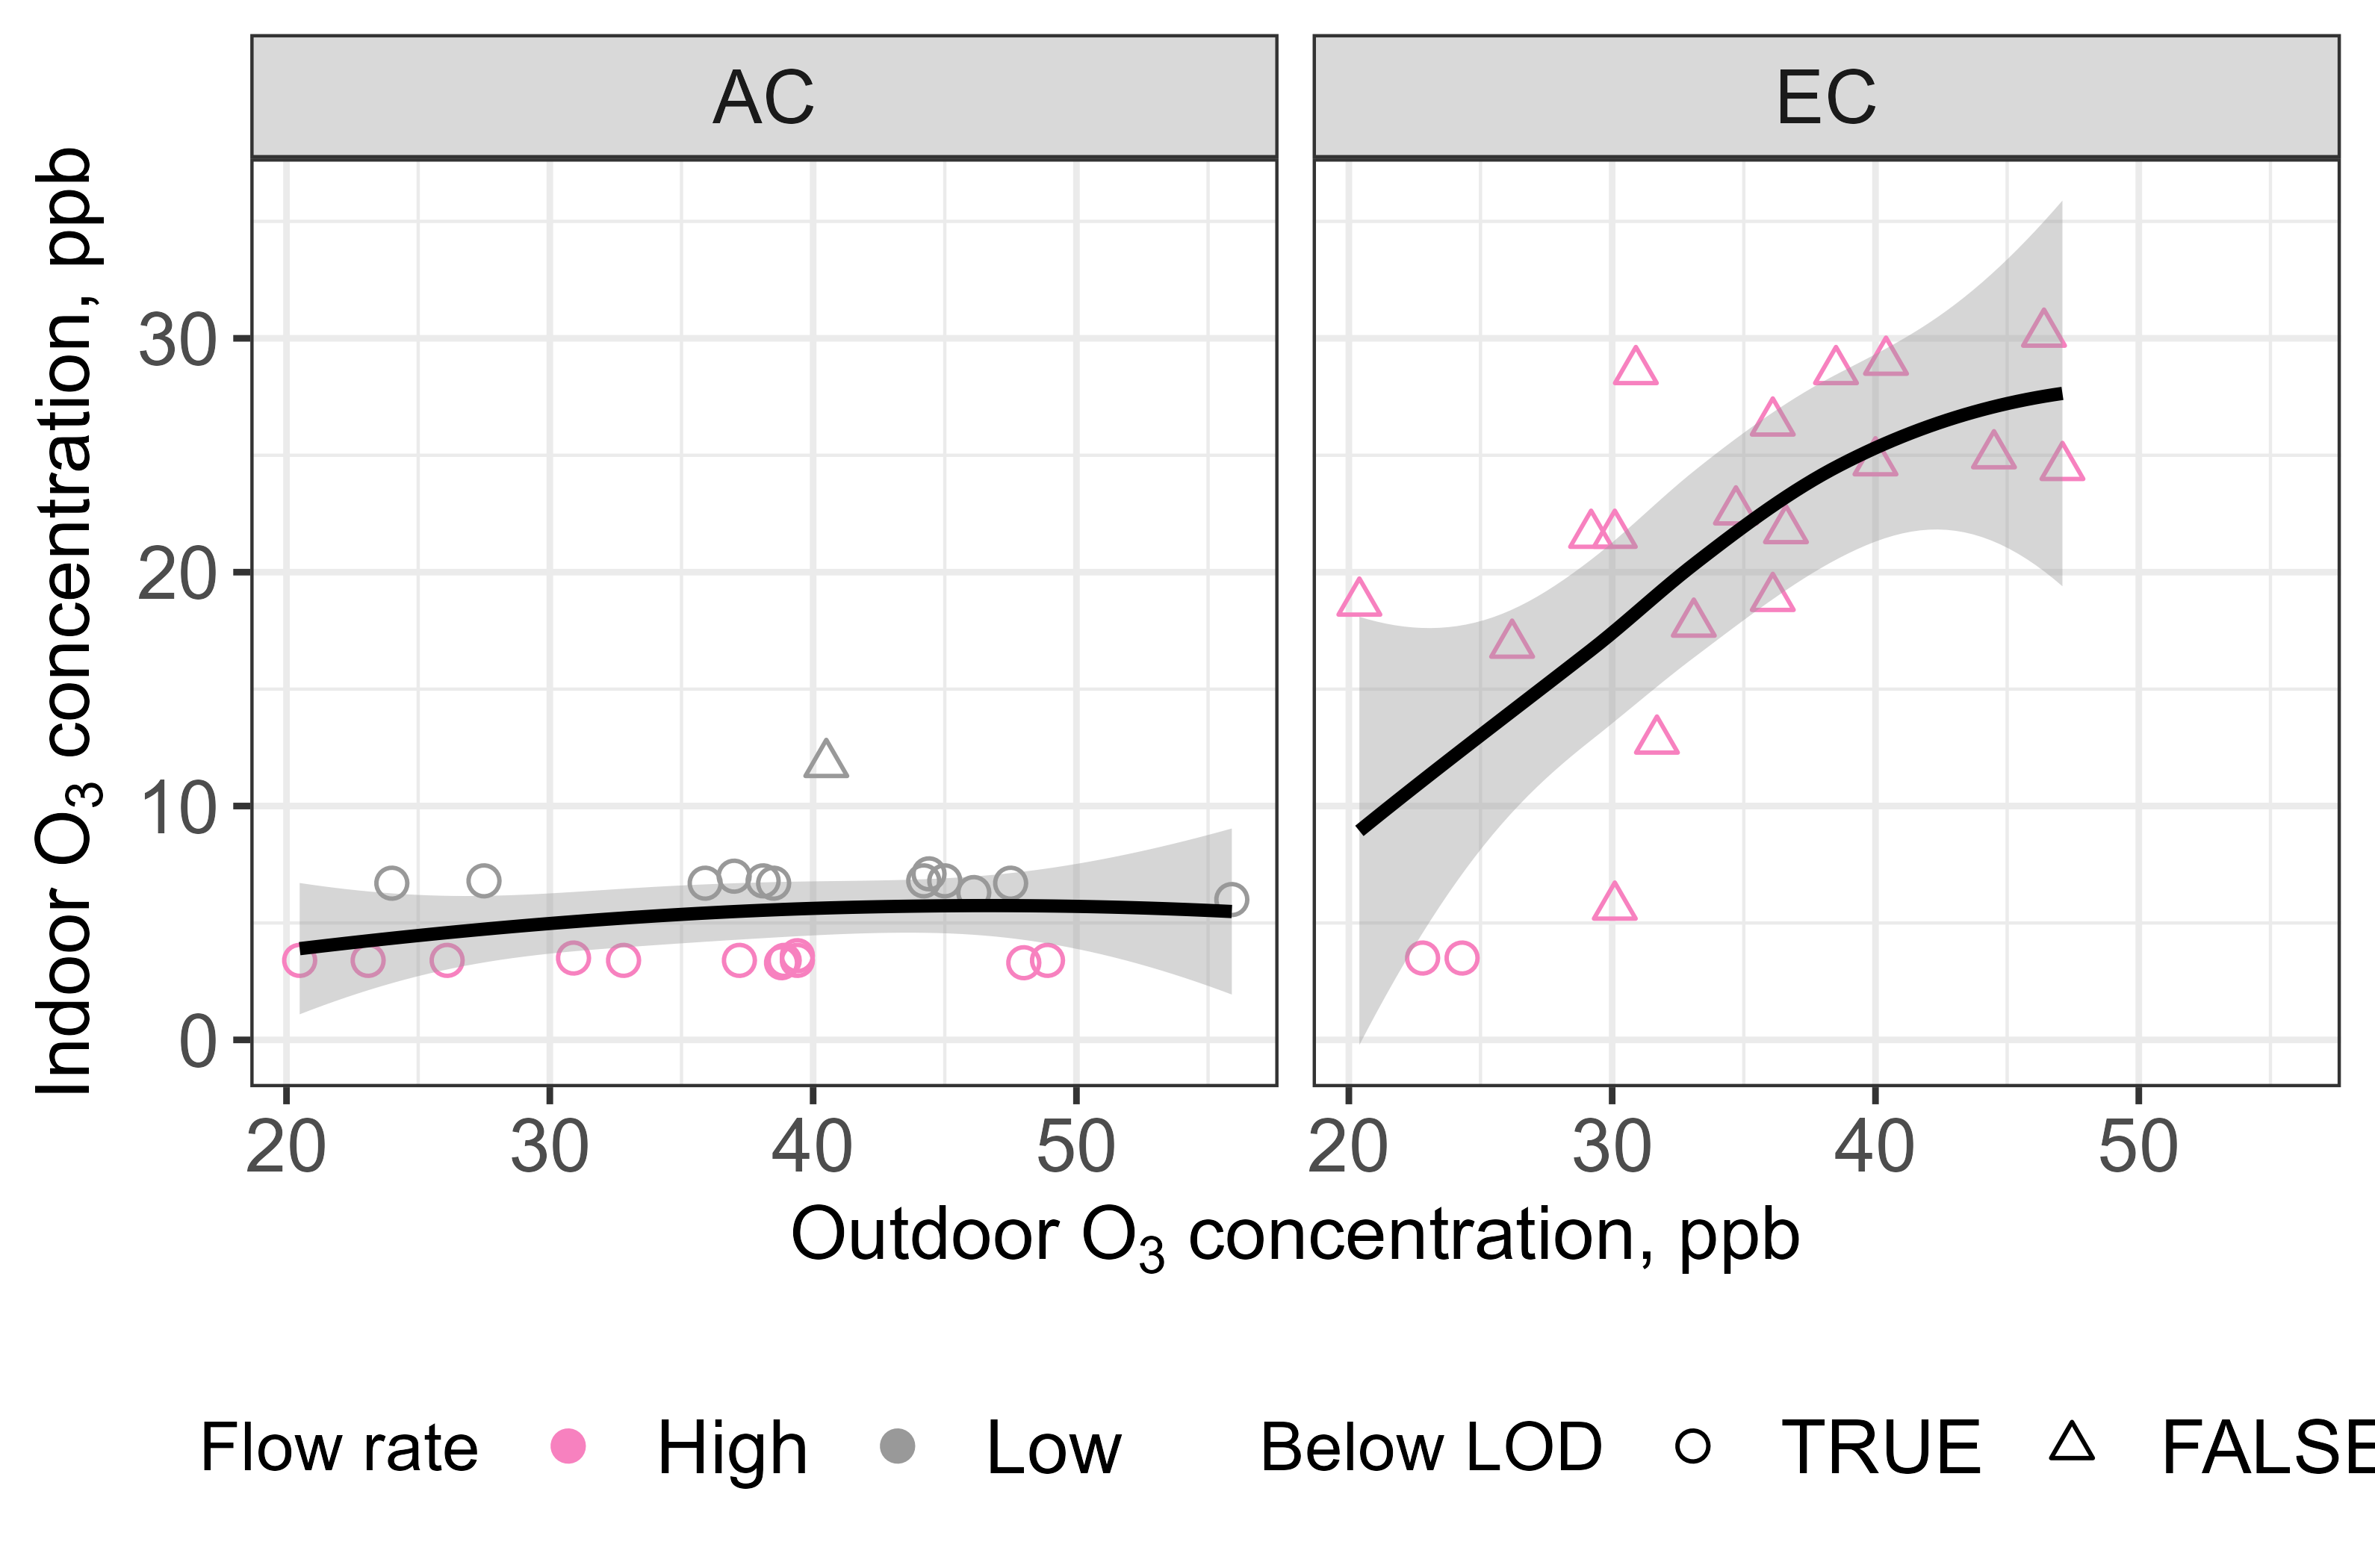 AC
EC
Indoor O₃ concentration, ppb
30
20
10
0
20 30 40 50 20 30 40 50
Outdoor O₃ concentration, ppb
Flow rate High Low Below LOD TRUE FALSE